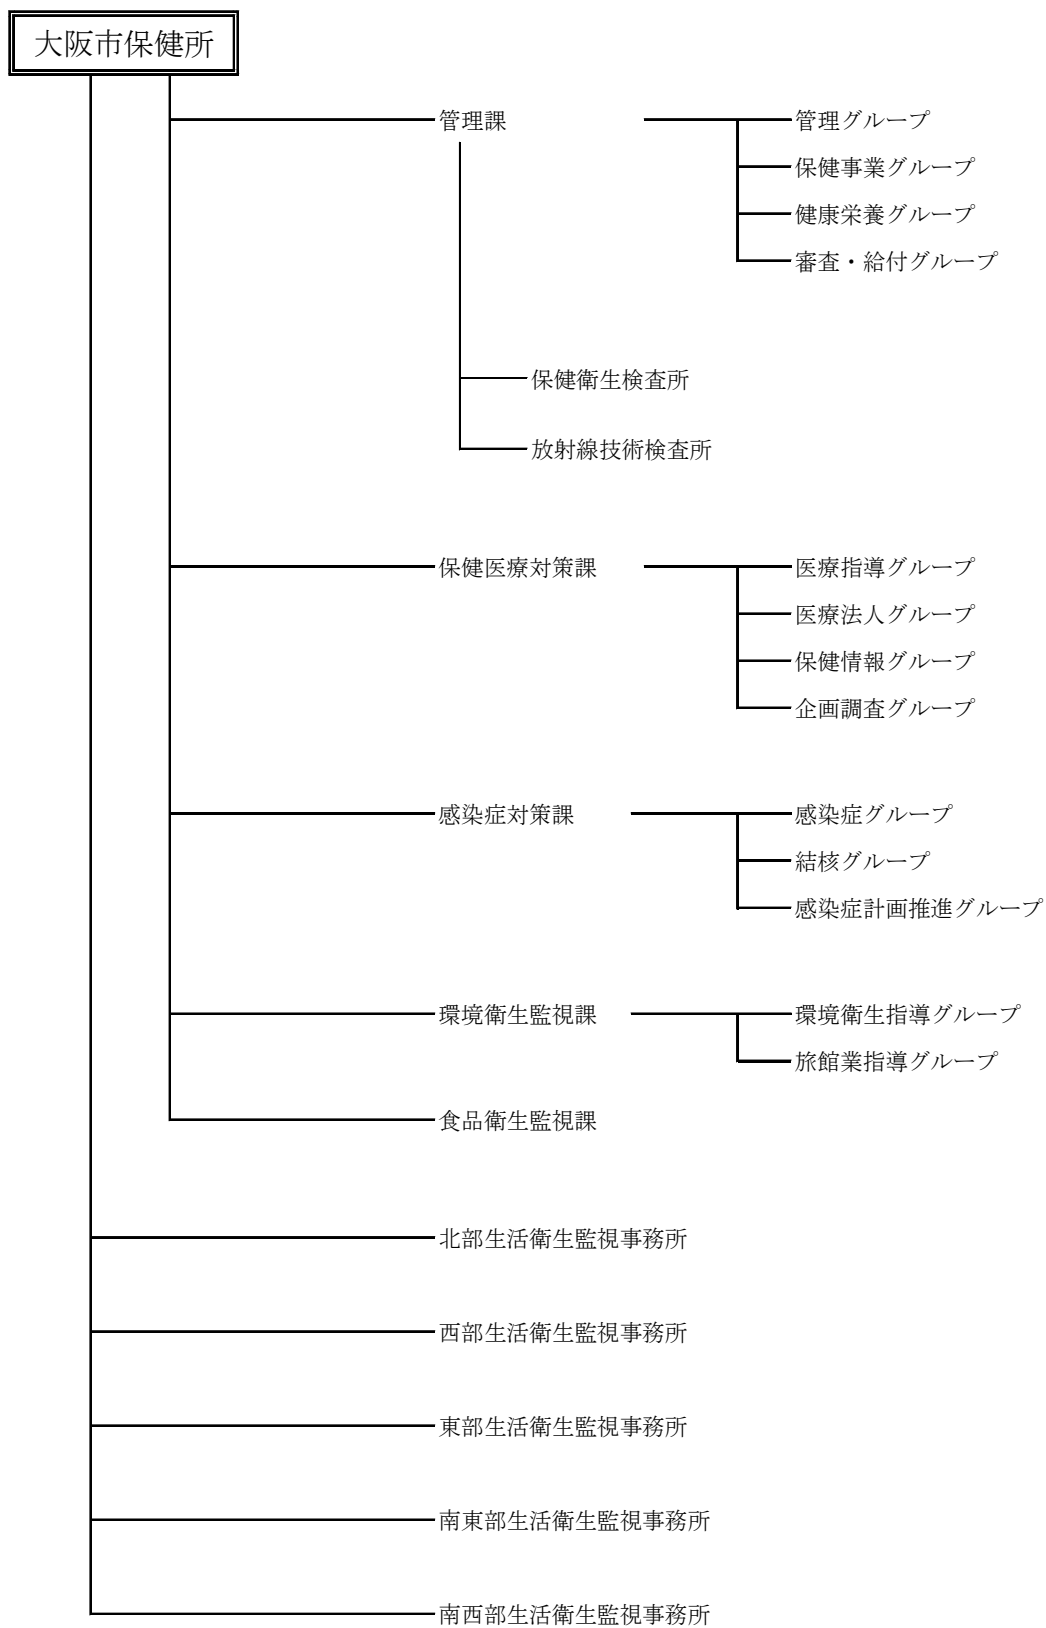 大阪市保健所
管理課
管理グループ
保健事業グループ
健康栄養グループ
審査・給付グループ
保健衛生検査所
放射線技術検査所
保健医療対策課
医療指導グループ
医療法人グループ
保健情報グループ
企画調査グループ
感染症対策課
感染症グループ
結核グループ
感染症計画推進グループ
環境衛生監視課
環境衛生指導グループ
旅館業指導グループ
食品衛生監視課
北部生活衛生監視事務所
西部生活衛生監視事務所
東部生活衛生監視事務所
南東部生活衛生監視事務所
南西部生活衛生監視事務所